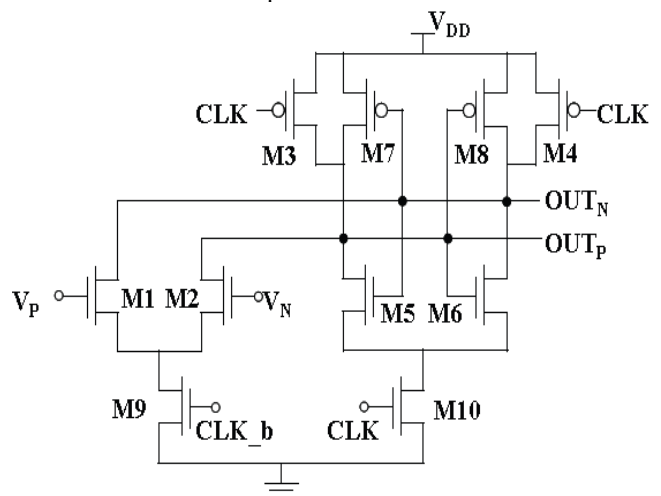 V_DD
CLK
CLK
M3
M7
M8
M4
OUT_N
OUT_P
V_P
M1
M2
V_N
M5
M6
M9
CLK_b
CLK
M10